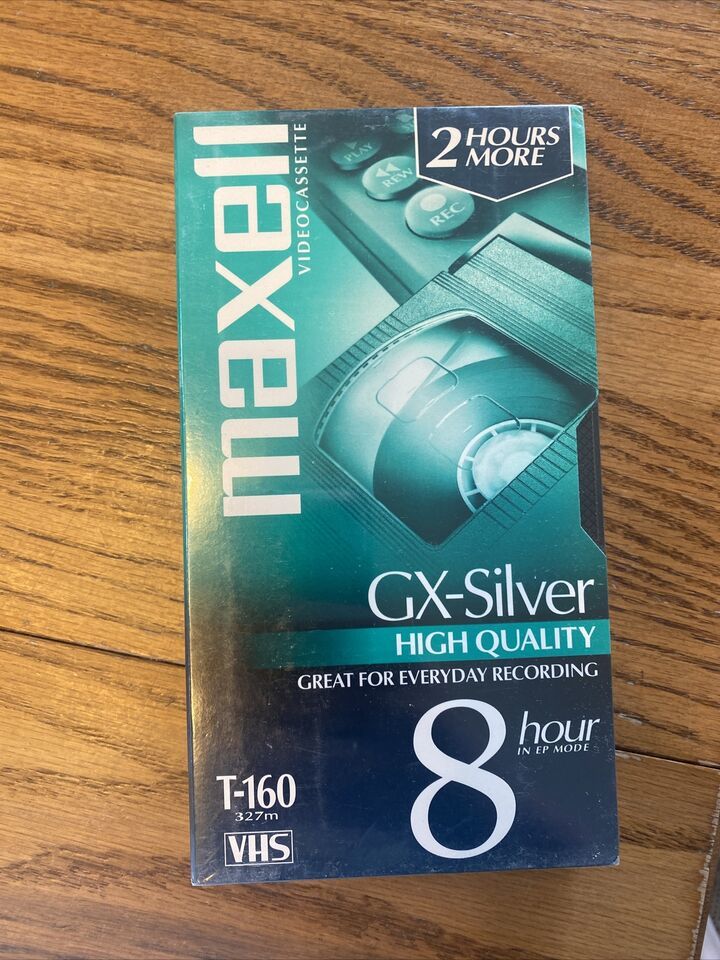 maxell
VIDEOCASSETTE
2 HOURS
MORE
PLAY
REW
REC
GX-Silver
HIGH QUALITY
GREAT FOR EVERYDAY RECORDING
8 hour
IN EP MODE
T-160
327m
VHS